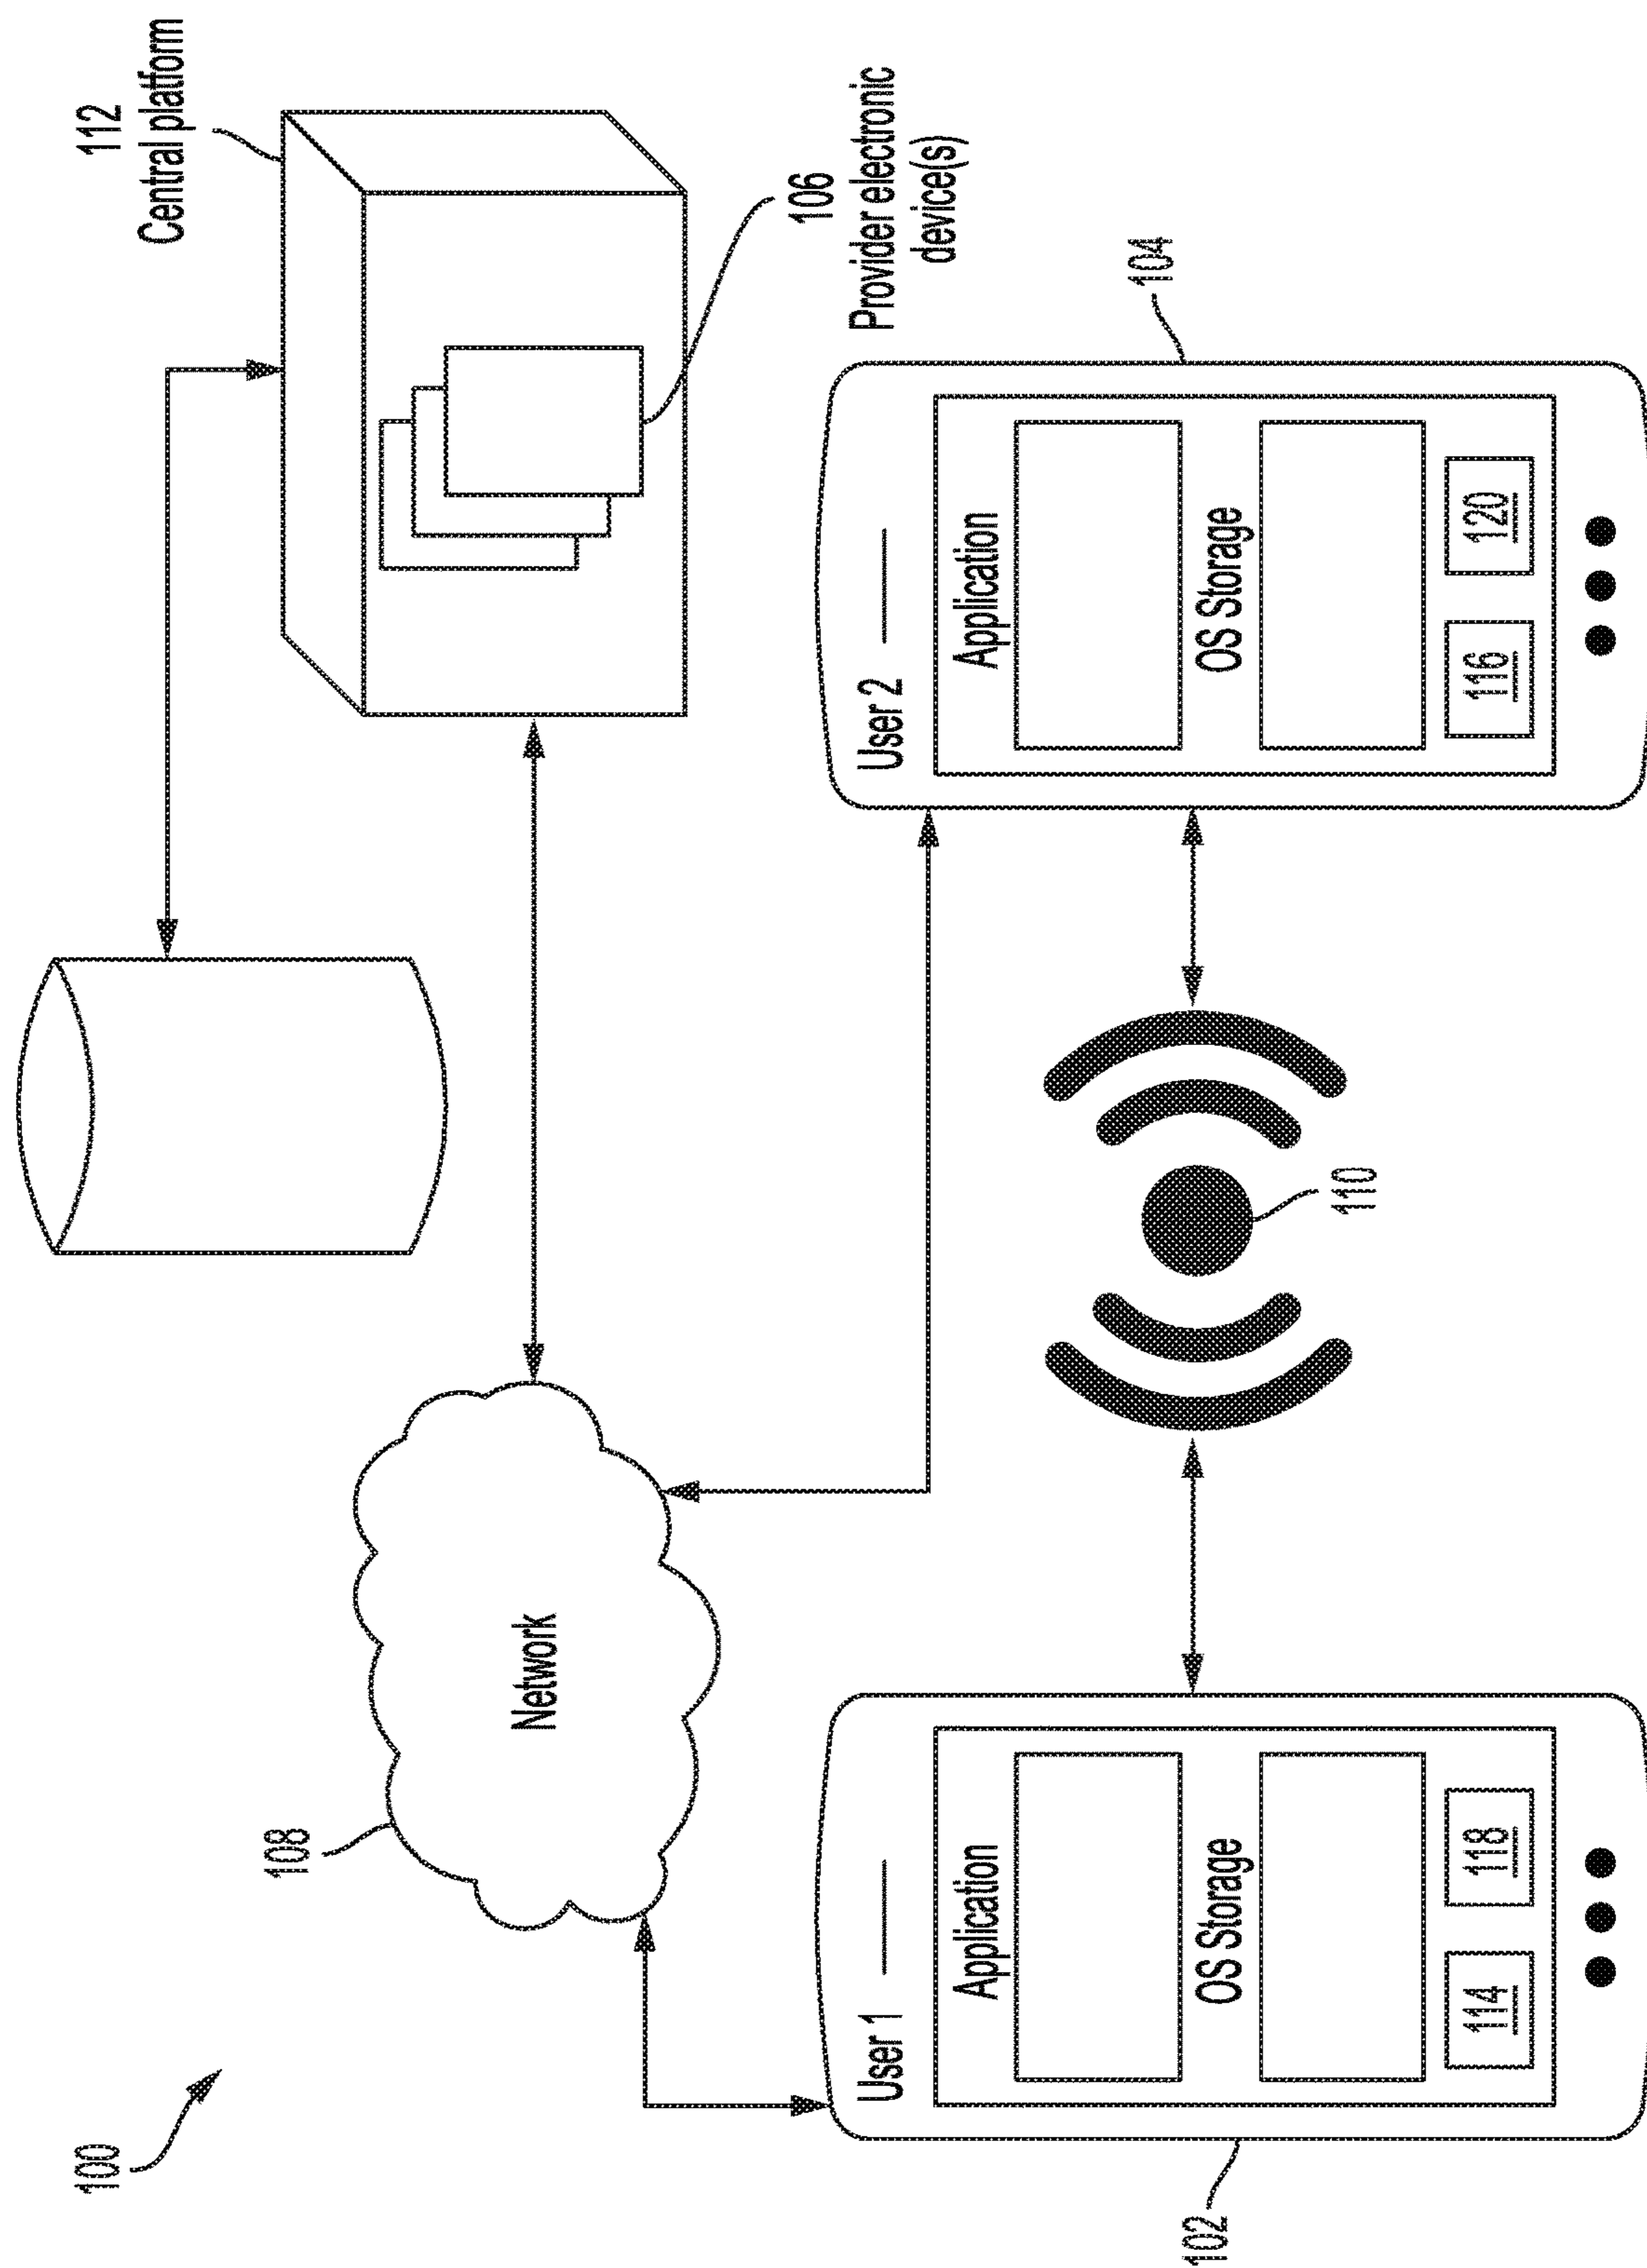 100
112
Central platform
108
Network
106
Provider electronic
device(s)
102
User 1
Application
OS Storage
114
118
110
104
User 2
Application
OS Storage
116
120